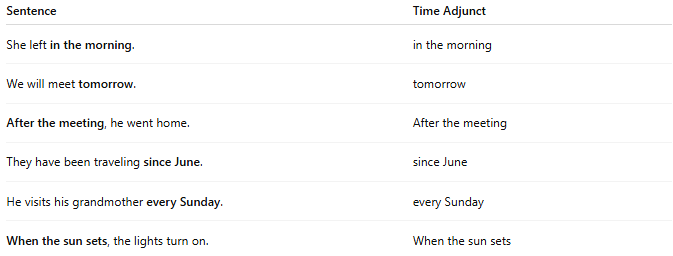 Sentence Time Adjunct
She left in the morning. in the morning
We will meet tomorrow. tomorrow
After the meeting, he went home. After the meeting
They have been traveling since June. since June
He visits his grandmother every Sunday. every Sunday
When the sun sets, the lights turn on. When the sun sets